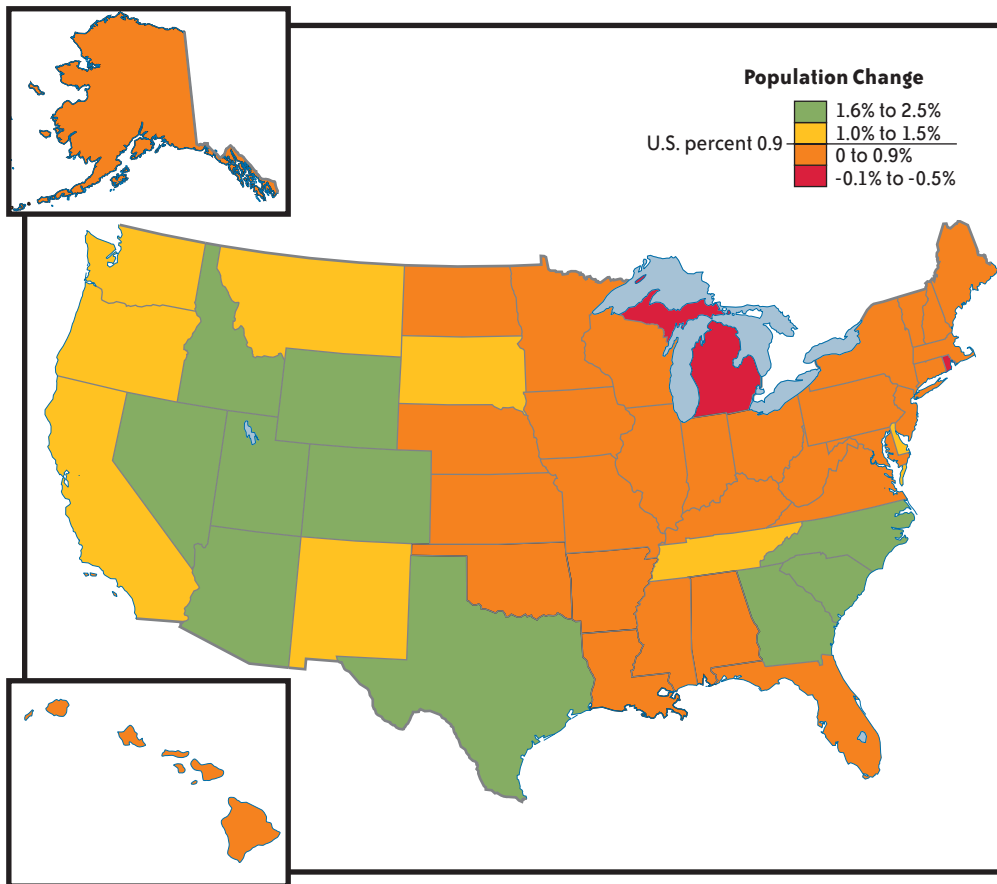 Population Change
1.6% to 2.5%
1.0% to 1.5%
U.S. percent 0.9
0 to 0.9%
-0.1% to -0.5%